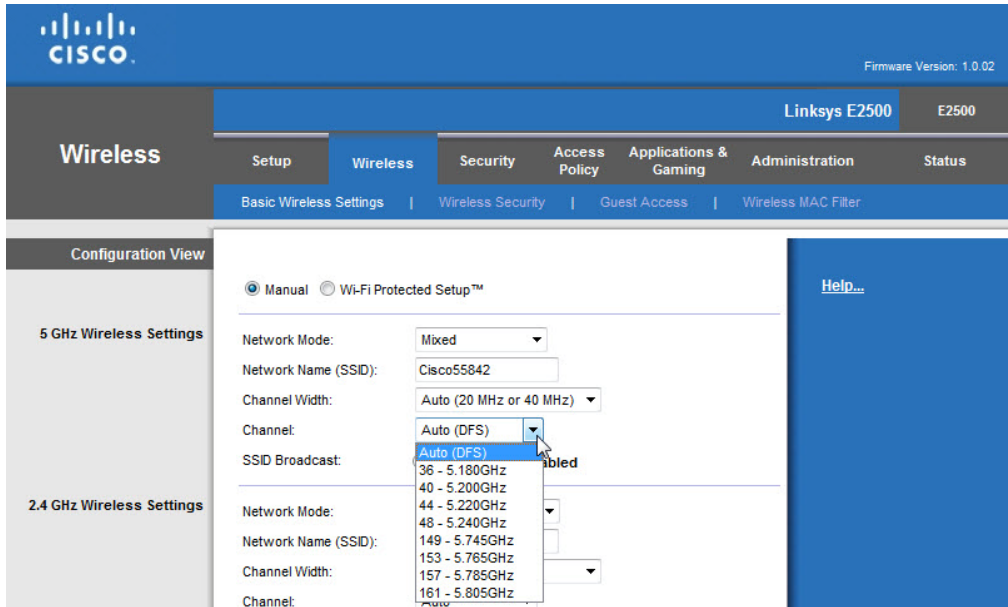 CISCO.
Firmware Version: 1.0.02
Linksys E2500 E2500
Wireless
Setup Wireless Security Access Policy Applications & Gaming Administration Status
Basic Wireless Settings | Wireless Security | Guest Access | Wireless MAC Filter
Configuration View
Manual Wi-Fi Protected Setup™
Help...
5 GHz Wireless Settings
Network Mode: Mixed
Network Name (SSID): Cisco55842
Channel Width: Auto (20 MHz or 40 MHz)
Channel: Auto (DFS)
SSID Broadcast:
Auto (DFS)
36 - 5.180GHz
40 - 5.200GHz
44 - 5.220GHz
48 - 5.240GHz
149 - 5.745GHz
153 - 5.765GHz
157 - 5.785GHz
161 - 5.805GHz
2.4 GHz Wireless Settings
Network Mode:
Network Name (SSID):
Channel Width:
Channel: